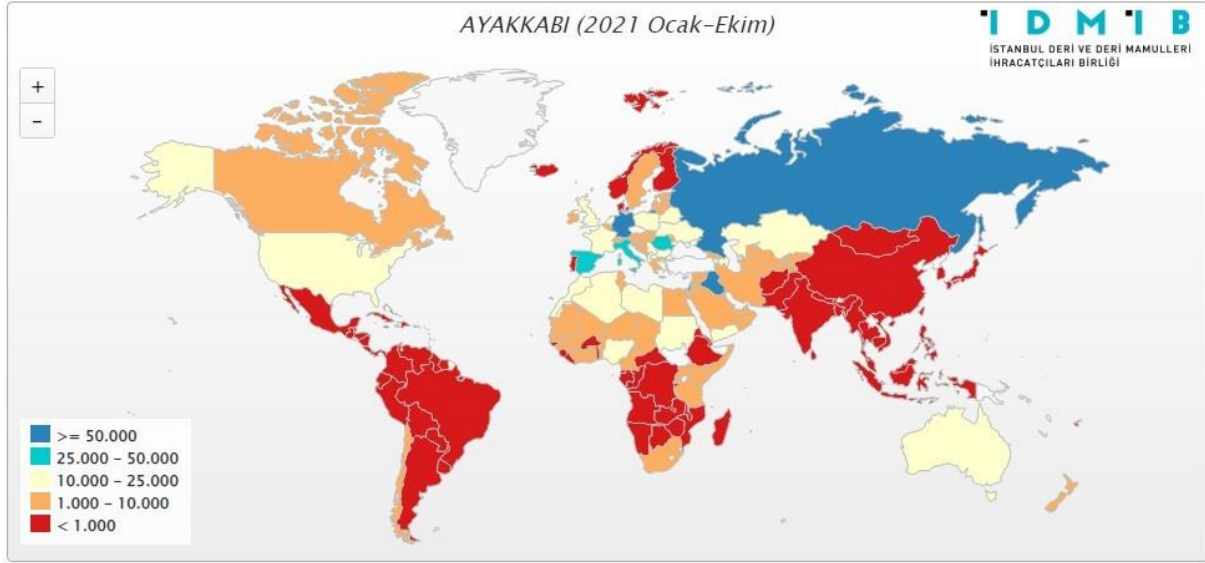 AYAKKABI (2021 Ocak-Ekim)
IDMIB
İSTANBUL DERİ VE DERİ MAMULLERİ
İHRACATÇILARI BİRLİĞİ
+
–
>= 50.000
25.000 – 50.000
10.000 – 25.000
1.000 – 10.000
< 1.000